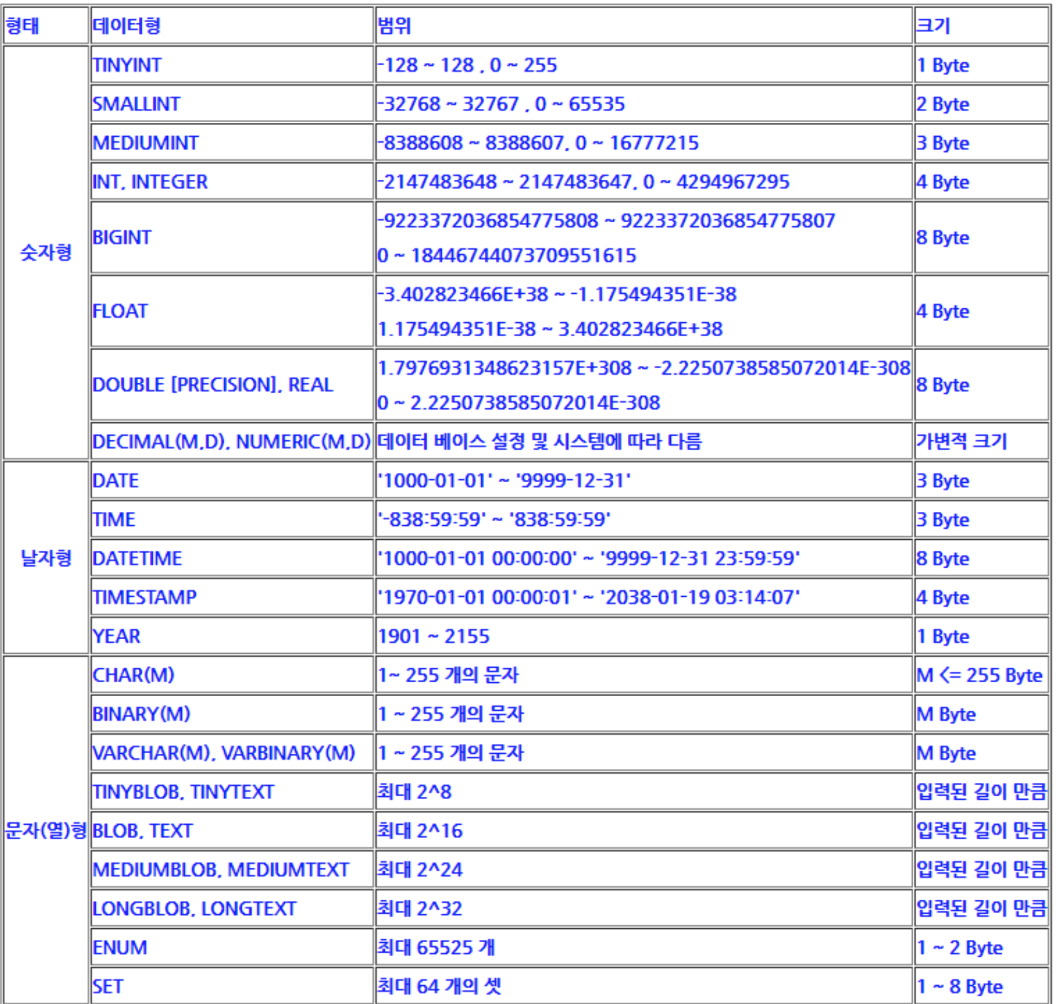 형태 데이터형 범위 크기
숫자형
TINYINT -128 ~ 128 , 0 ~ 255 1 Byte
SMALLINT -32768 ~ 32767 , 0 ~ 65535 2 Byte
MEDIUMINT -8388608 ~ 8388607, 0 ~ 16777215 3 Byte
INT, INTEGER -2147483648 ~ 2147483647, 0 ~ 4294967295 4 Byte
BIGINT -9223372036854775808 ~ 9223372036854775807 8 Byte
0 ~ 18446744073709551615
FLOAT -3.402823466E+38 ~ -1.175494351E-38 4 Byte
1.175494351E-38 ~ 3.402823466E+38
DOUBLE [PRECISION], REAL 1.7976931348623157E+308 ~ -2.2250738585072014E-308 8 Byte
0 ~ 2.2250738585072014E-308
DECIMAL(M,D), NUMERIC(M,D) 데이터 베이스 설정 및 시스템에 따라 다름 가변적 크기
날자형
DATE '1000-01-01' ~ '9999-12-31' 3 Byte
TIME '-838:59:59' ~ '838:59:59' 3 Byte
DATETIME '1000-01-01 00:00:00' ~ '9999-12-31 23:59:59' 8 Byte
TIMESTAMP '1970-01-01 00:00:01' ~ '2038-01-19 03:14:07' 4 Byte
YEAR 1901 ~ 2155 1 Byte
문자(열)형
CHAR(M) 1~ 255 개의 문자 M <= 255 Byte
BINARY(M) 1 ~ 255 개의 문자 M Byte
VARCHAR(M), VARBINARY(M) 1 ~ 255 개의 문자 M Byte
TINYBLOB, TINYTEXT 최대 2^8 입력된 길이 만큼
BLOB, TEXT 최대 2^16 입력된 길이 만큼
MEDIUMBLOB, MEDIUMTEXT 최대 2^24 입력된 길이 만큼
LONGBLOB, LONGTEXT 최대 2^32 입력된 길이 만큼
ENUM 최대 65525 개 1 ~ 2 Byte
SET 최대 64 개의 셋 1 ~ 8 Byte